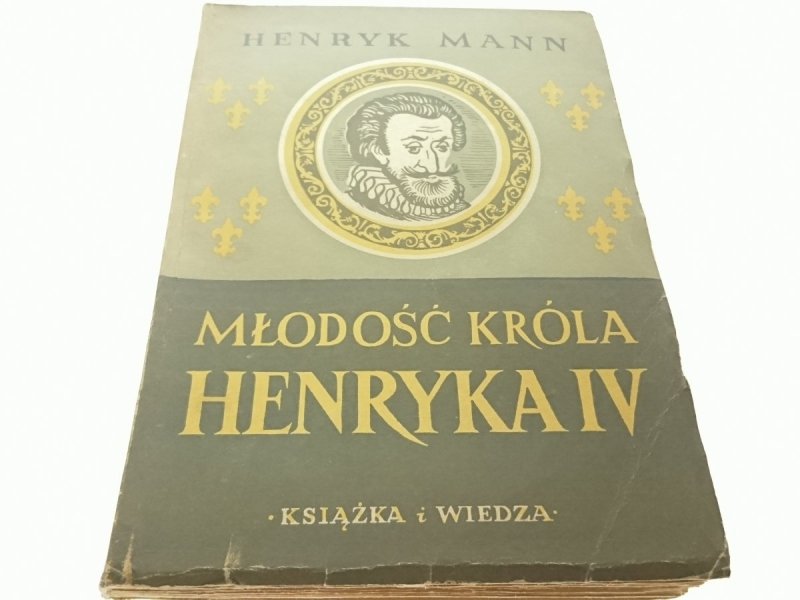 HENRYK MANN
MŁODOŚĆ KRÓLA
HENRYKA IV
·KSIĄŻKA i WIEDZA·